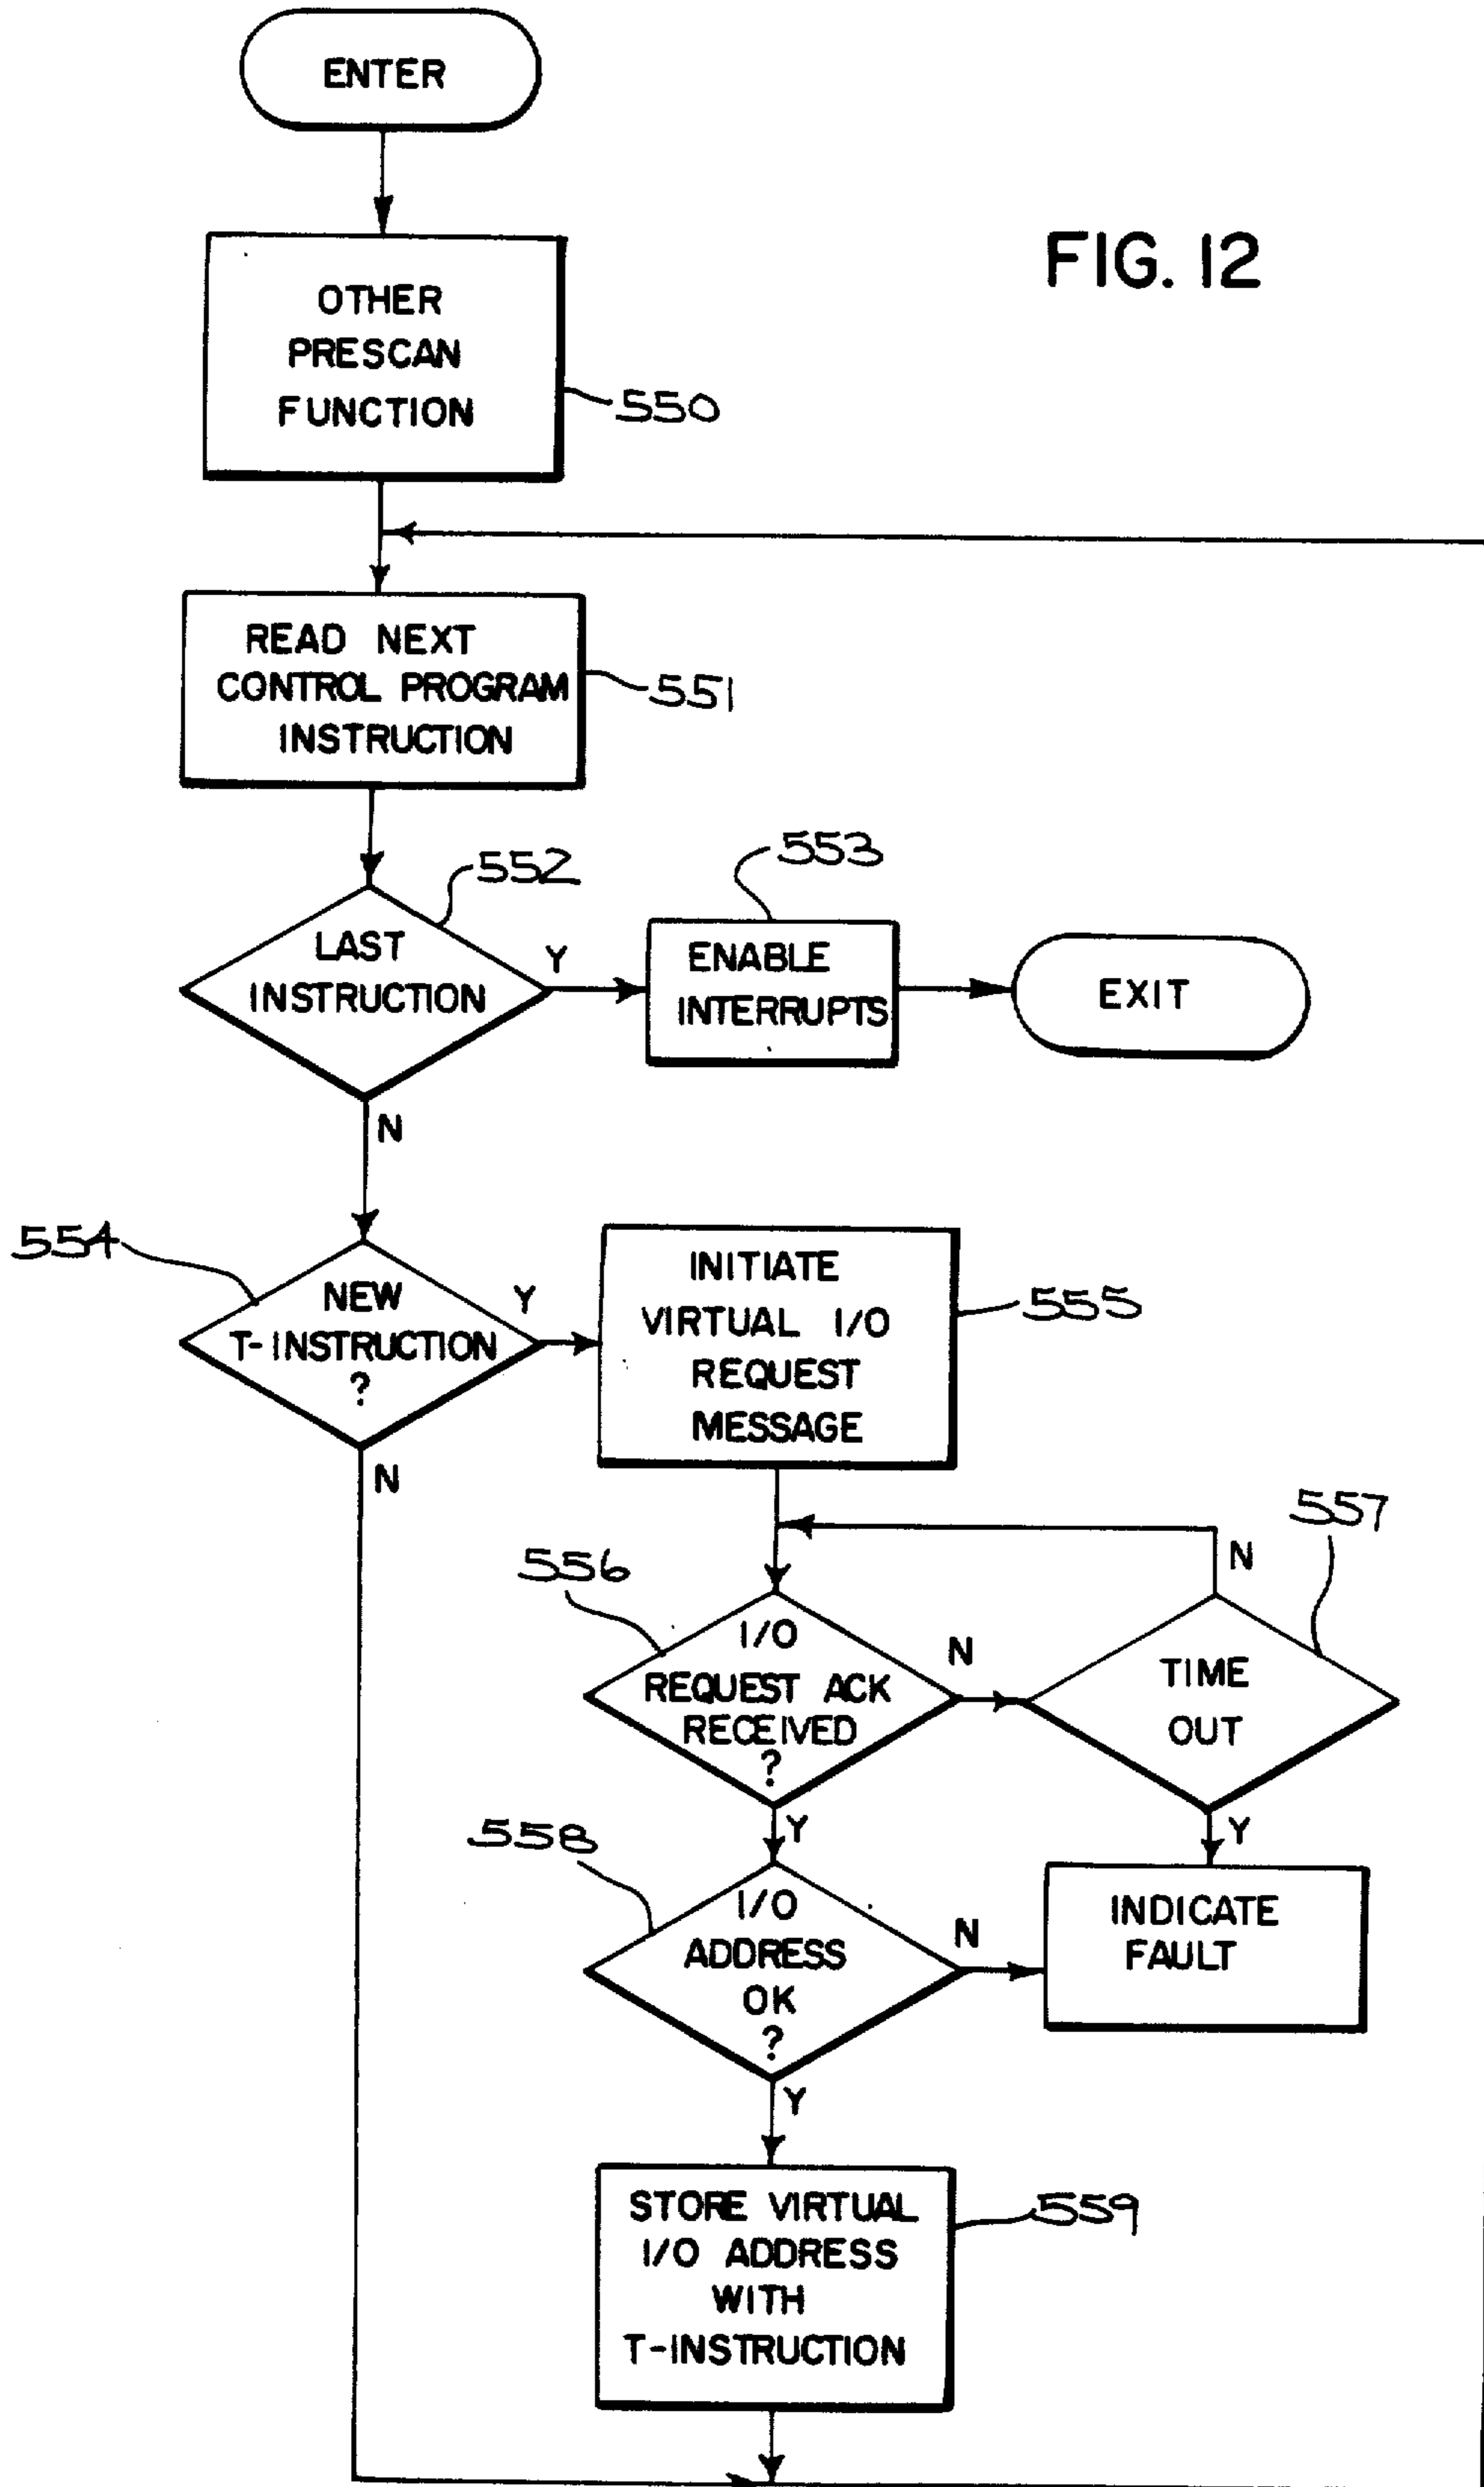 ENTER
FIG. 12
OTHER
PRESCAN
FUNCTION
550
READ NEXT
CONTROL PROGRAM
INSTRUCTION
551
552
LAST
INSTRUCTION
Y
553
ENABLE
INTERRUPTS
EXIT
N
554
NEW
T-INSTRUCTION
?
Y
N
INITIATE
VIRTUAL I/O
REQUEST
MESSAGE
555
556
I/O
REQUEST ACK
RECEIVED
?
N
557
N
TIME
OUT
Y
Y
558
I/O
ADDRESS
OK
?
N
INDICATE
FAULT
Y
STORE VIRTUAL
I/O ADDRESS
WITH
T-INSTRUCTION
559